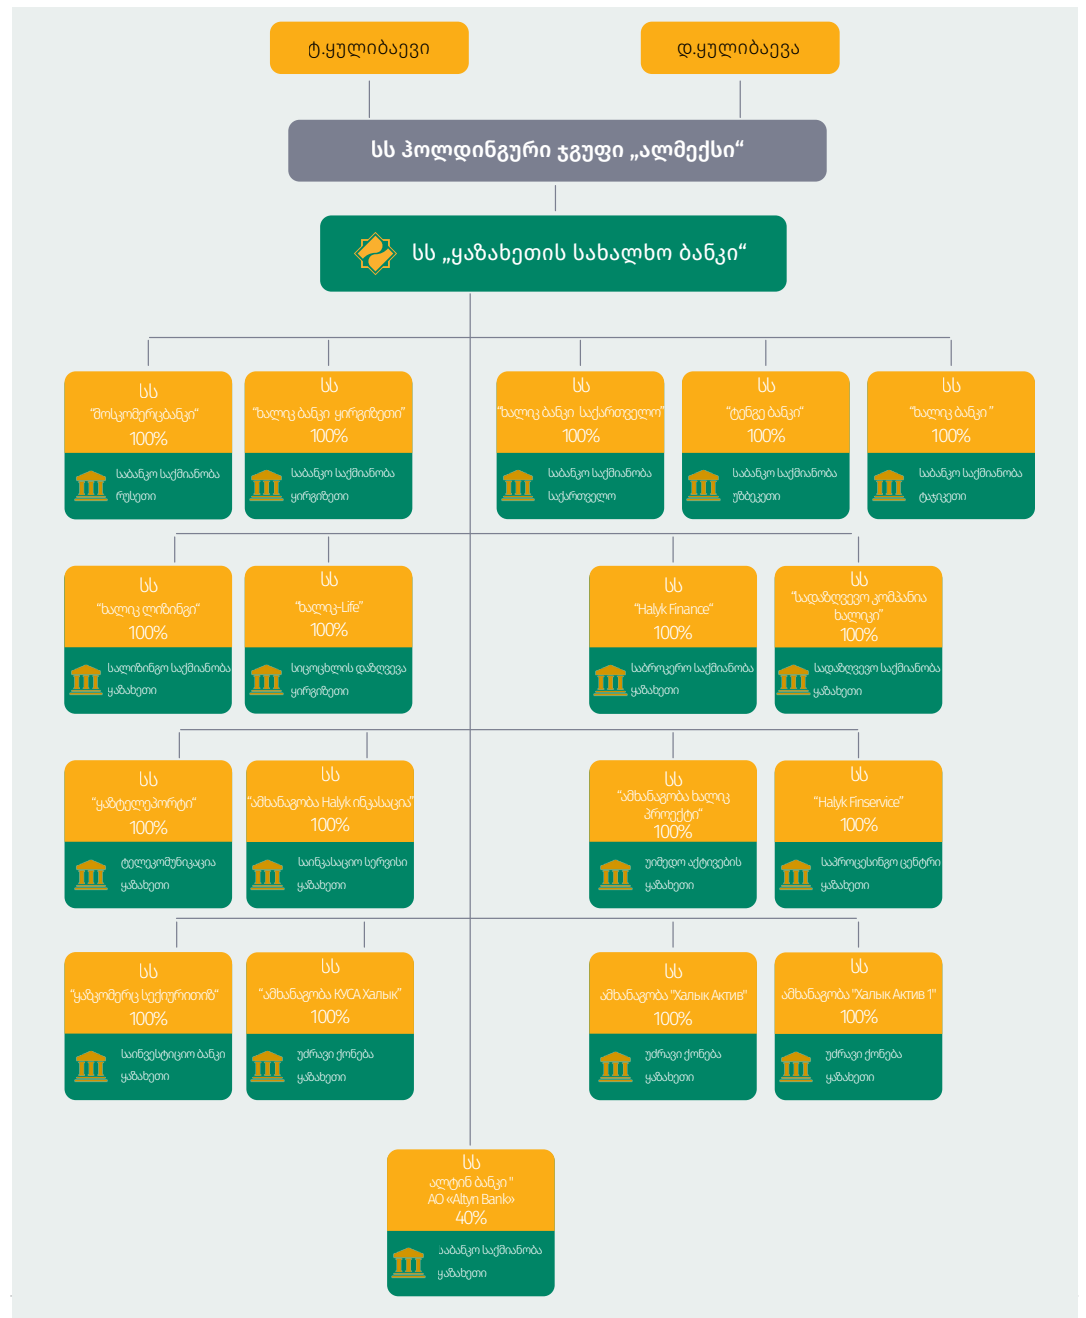 ტ.ყულიბაევი
დ.ყულიბაევა
სს ჰოლდინგური ჯგუფი „ალმექსი“
სს „ყაზახეთის სახალხო ბანკი“
სს
“მოსკომერცბანკი“
100%
საბანკო საქმიანობა
რუსეთი
სს
“ხალიკ ბანკი ყირგიზეთი”
100%
საბანკო საქმიანობა
ყირგიზეთი
სს
“ხალიკ ბანკი საქართველო”
100%
საბანკო საქმიანობა
საქართველო
სს
“ტენგე ბანკი“
100%
საბანკო საქმიანობა
უზბეკეთი
სს
“ხალიკ ბანკი ”
100%
საბანკო საქმიანობა
ტაჯიკეთი
სს
“ხალიკ ლიზინგი“
100%
სალიზინგო საქმიანობა
ყაზახეთი
სს
“ხალიკ-Life”
100%
სიცოცხლის დაზღვევა
ყირგიზეთი
სს
“Halyk Finance“
100%
საბროკერო საქმიანობა
ყაზახეთი
სს
“სადაზღვევო კომპანია
ხალიკი”
100%
სადაზღვევო საქმიანობა
ყაზახეთი
სს
“ყაზტელეპორტი“
100%
ტელეკომუნიკაცია
ყაზახეთი
სს
“ამხანაგობა Halyk ინკასაცია”
100%
საინკასაციო სერვისი
ყაზახეთი
სს
“ამხანაგობა ხალიკ
პროექტი“
100%
უიმედო აქტივების
ყაზახეთი
სს
“Halyk Finservice”
100%
საპროცესინგო ცენტრი
ყაზახეთი
სს
“ყაზკომერც სექიურითიზ“
100%
საინვესტიციო ბანკი
ყაზახეთი
სს
“ამხანაგობა КУСА Халык”
100%
უძრავი ქონება
ყაზახეთი
სს
ამხანაგობა "Халык Актив"
100%
უძრავი ქონება
ყაზახეთი
სს
ამხანაგობა "Халык Актив 1"
100%
უძრავი ქონება
ყაზახეთი
სს
ალტინ ბანკი "
АО «Altyn Bank»
40%
საბანკო საქმიანობა
ყაზახეთი